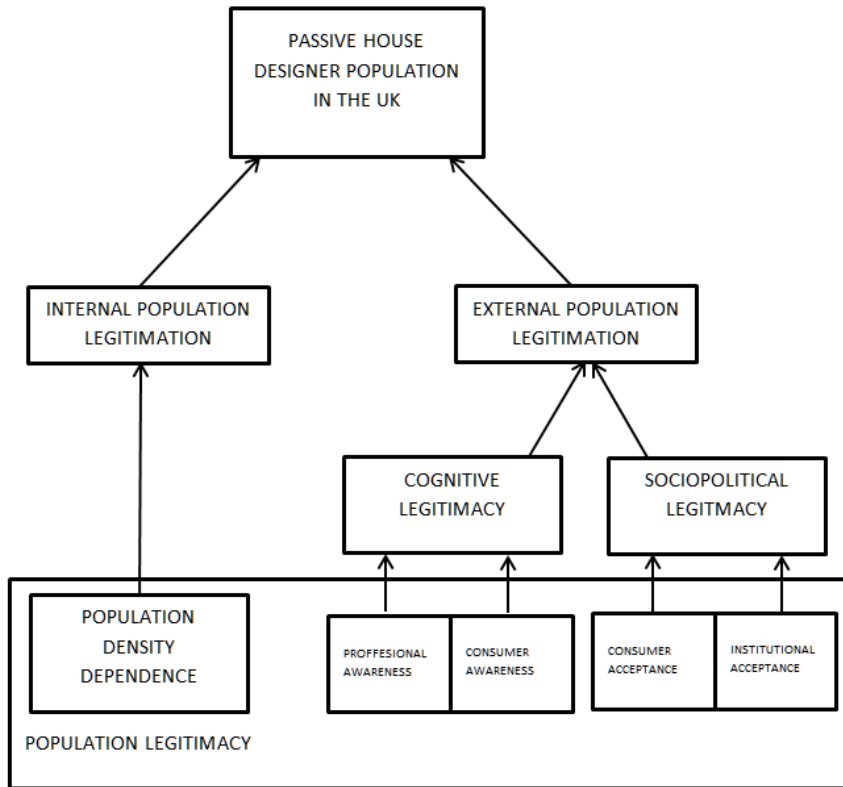 PASSIVE HOUSE
DESIGNER POPULATION
IN THE UK
INTERNAL POPULATION
LEGITIMATION
EXTERNAL POPULATION
LEGITIMATION
COGNITIVE
LEGITIMACY
SOCIOPOLITICAL
LEGITMACY
POPULATION
DENSITY
DEPENDENCE
PROFFESIONAL
AWARENESS
CONSUMER
AWARENESS
CONSUMER
ACCEPTANCE
INSTITUTIONAL
ACCEPTANCE
POPULATION LEGITIMACY